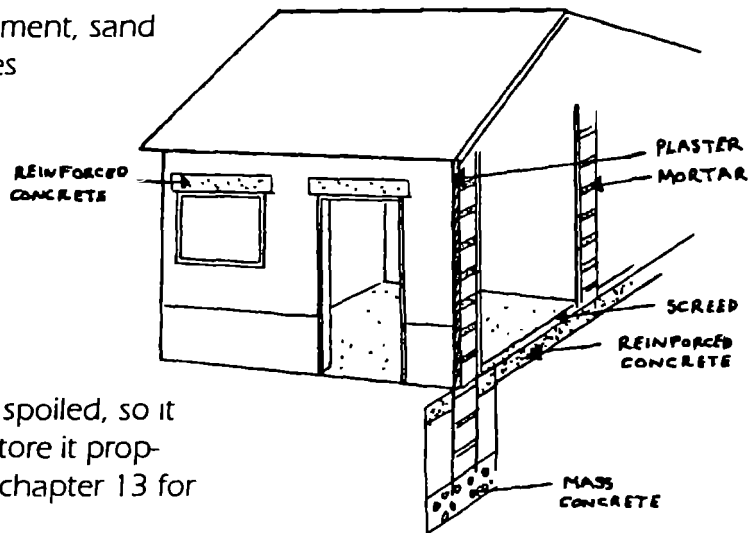 ment, sand
es
REINFORCED
CONCRETE
PLASTER
MORTAR
SCREED
REINFORCED
CONCRETE
MASS
CONCRETE
spoiled, so it
tore it prop-
chapter 13 for